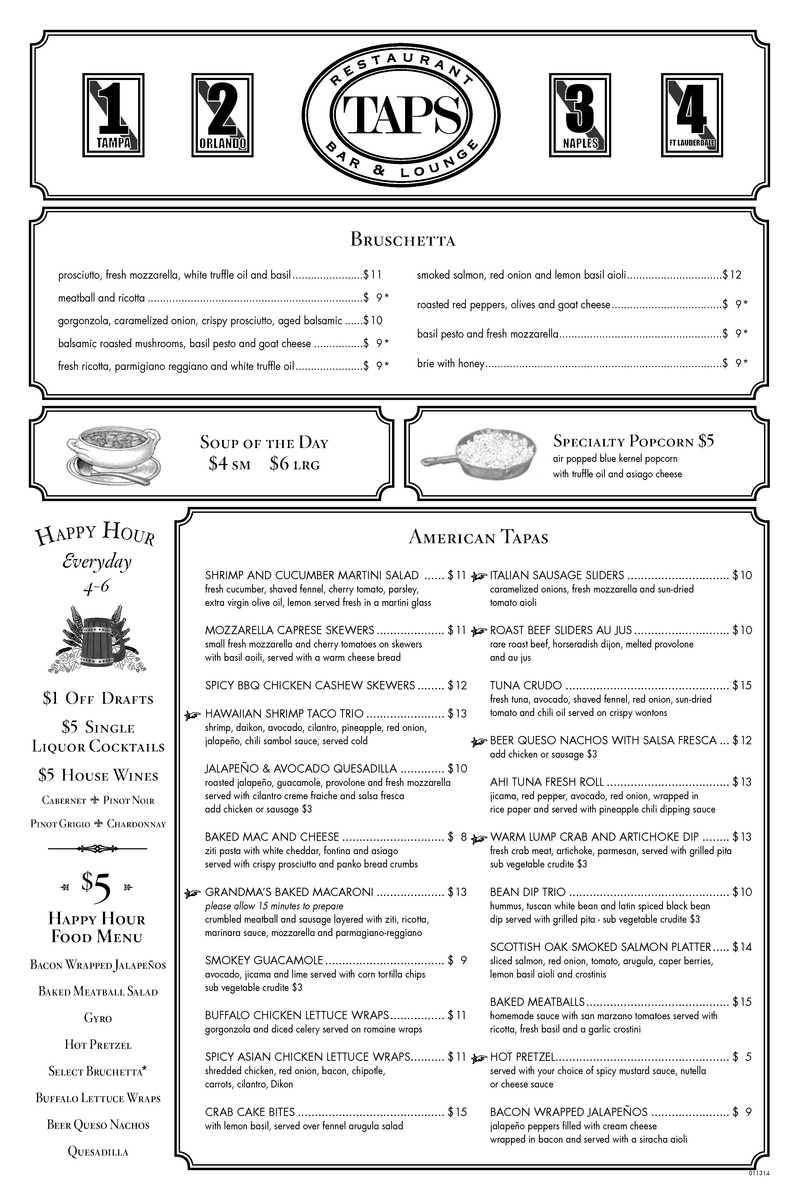 1
TAMPA
2
ORLANDO
RESTAURANT
TAPS
BAR & LOUNGE
3
NAPLES
4
FT LAUDERDALE
BRUSCHETTA
prosciutto, fresh mozzarella, white truffle oil and basil.......................$11
meatball and ricotta ......................................................................$ 9*
gorgonzola, caramelized onion, crispy prosciutto, aged balsamic ......$10
balsamic roasted mushrooms, basil pesto and goat cheese ................$ 9*
fresh ricotta, parmigiano reggiano and white truffle oil......................$ 9*
smoked salmon, red onion and lemon basil aioli...............................$12
roasted red peppers, olives and goat cheese....................................$ 9*
basil pesto and fresh mozzarella.....................................................$ 9*
brie with honey.............................................................................$ 9*
SOUP OF THE DAY
$4 SM $6 LRG
SPECIALTY POPCORN $5
air popped blue kernel popcorn
with truffle oil and asiago cheese
HAPPY HOUR
Everyday
4-6
$1 OFF DRAFTS
$5 SINGLE
LIQUOR COCKTAILS
$5 HOUSE WINES
CABERNET ⚜ PINOT NOIR
PINOT GRIGIO ⚜ CHARDONNAY
$5
HAPPY HOUR
FOOD MENU
BACON WRAPPED JALAPEÑOS
BAKED MEATBALL SALAD
GYRO
HOT PRETZEL
SELECT BRUCHETTA*
BUFFALO LETTUCE WRAPS
BEER QUESO NACHOS
QUESADILLA
AMERICAN TAPAS
SHRIMP AND CUCUMBER MARTINI SALAD ...... $11
fresh cucumber, shaved fennel, cherry tomato, parsley,
extra virgin olive oil, lemon served fresh in a martini glass
MOZZARELLA CAPRESE SKEWERS .................... $11
small fresh mozzarella and cherry tomatoes on skewers
with basil aoili, served with a warm cheese bread
SPICY BBQ CHICKEN CASHEW SKEWERS ........ $12
HAWAIIAN SHRIMP TACO TRIO ....................... $13
shrimp, daikon, avocado, cilantro, pineapple, red onion,
jalapeño, chili sambol sauce, served cold
JALAPEÑO & AVOCADO QUESADILLA ............ $10
roasted jalapeño, guacamole, provolone and fresh mozzarella
served with cilantro creme fraiche and salsa fresca
add chicken or sausage $3
BAKED MAC AND CHEESE .............................. $ 8
ziti pasta with white cheddar, fontina and asiago
served with crispy prosciutto and panko bread crumbs
GRANDMA'S BAKED MACARONI .................... $13
please allow 15 minutes to prepare
crumbled meatball and sausage layered with ziti, ricotta,
marinara sauce, mozzarella and parmagiano-reggiano
SMOKEY GUACAMOLE................................... $ 9
avocado, jicama and lime served with corn tortilla chips
sub vegetable crudite $3
BUFFALO CHICKEN LETTUCE WRAPS................ $11
gorgonzola and diced celery served on romaine wraps
SPICY ASIAN CHICKEN LETTUCE WRAPS.......... $11
shredded chicken, red onion, bacon, chipotle,
carrots, cilantro, Dikon
CRAB CAKE BITES ........................................... $15
with lemon basil, served over fennel arugula salad
ITALIAN SAUSAGE SLIDERS .............................. $10
caramelized onions, fresh mozzarella and sun-dried
tomato aioli
ROAST BEEF SLIDERS AU JUS ............................ $10
rare roast beef, horseradish dijon, melted provolone
and au jus
TUNA CRUDO ................................................ $15
fresh tuna, avocado, shaved fennel, red onion, sun-dried
tomato and chili oil served on crispy wontons
BEER QUESO NACHOS WITH SALSA FRESCA ... $12
add chicken or sausage $3
AHI TUNA FRESH ROLL .................................... $13
jicama, red pepper, avocado, red onion, wrapped in
rice paper and served with pineapple chili dipping sauce
WARM LUMP CRAB AND ARTICHOKE DIP ........ $13
fresh crab meat, artichoke, parmesan, served with grilled pita
sub vegetable crudite $3
BEAN DIP TRIO ............................................... $10
hummus, tuscan white bean and latin spiced black bean
dip served with grilled pita - sub vegetable crudite $3
SCOTTISH OAK SMOKED SALMON PLATTER..... $14
sliced salmon, red onion, tomato, arugula, caper berries,
lemon basil aioli and crostinis
BAKED MEATBALLS.......................................... $15
homemade sauce with san marzano tomatoes served with
ricotta, fresh basil and a garlic crostini
HOT PRETZEL................................................... $ 5
served with your choice of spicy mustard sauce, nutella
or cheese sauce
BACON WRAPPED JALAPEÑOS ....................... $ 9
jalapeño peppers filled with cream cheese
wrapped in bacon and served with a siracha aioli
011314